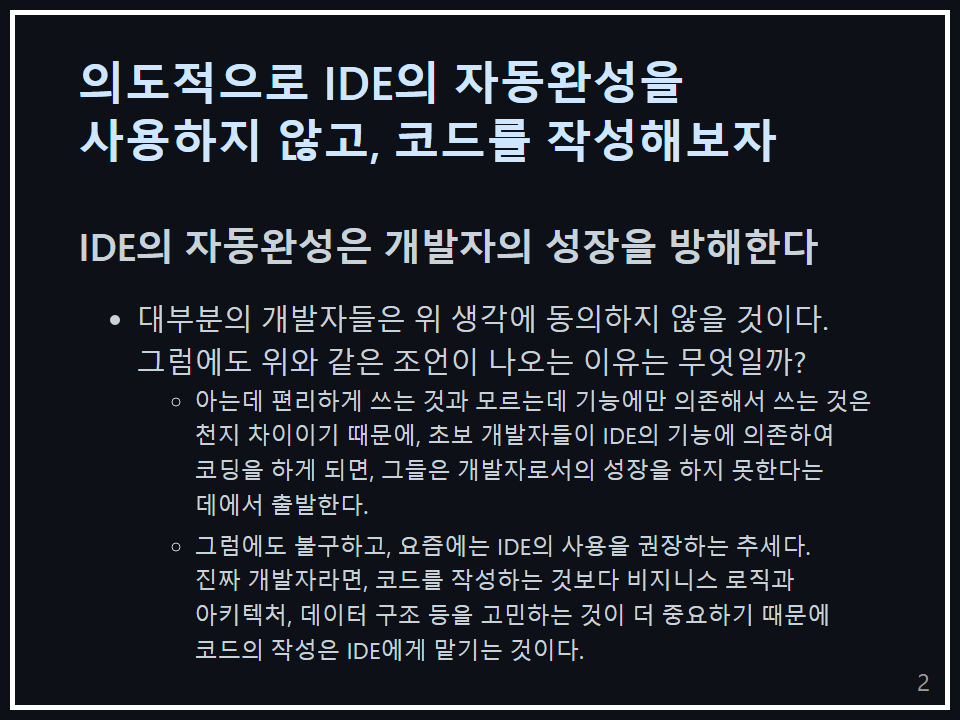 의도적으로 IDE의 자동완성을
사용하지 않고, 코드를 작성해보자
IDE의 자동완성은 개발자의 성장을 방해한다
• 대부분의 개발자들은 위 생각에 동의하지 않을 것이다.
그럼에도 위와 같은 조언이 나오는 이유는 무엇일까?
◦ 아는데 편리하게 쓰는 것과 모르는데 기능에만 의존해서 쓰는 것은
천지 차이이기 때문에, 초보 개발자들이 IDE의 기능에 의존하여
코딩을 하게 되면, 그들은 개발자로서의 성장을 하지 못한다는
데에서 출발한다.
◦ 그럼에도 불구하고, 요즘에는 IDE의 사용을 권장하는 추세다.
진짜 개발자라면, 코드를 작성하는 것보다 비지니스 로직과
아키텍처, 데이터 구조 등을 고민하는 것이 더 중요하기 때문에
코드의 작성은 IDE에게 맡기는 것이다.
2